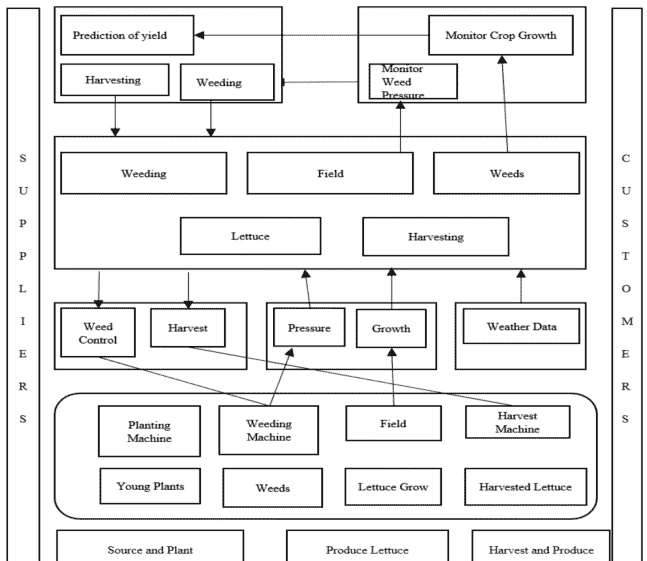 Prediction of yield
Monitor Crop Growth
Harvesting
Weeding
Monitor
Weed
Pressure
S
U
P
P
L
I
E
R
S
C
U
S
T
O
M
E
R
S
Weeding
Field
Weeds
Lettuce
Harvesting
Weed
Control
Harvest
Pressure
Growth
Weather Data
Planting
Machine
Weeding
Machine
Field
Harvest
Machine
Young Plants
Weeds
Lettuce Grow
Harvested Lettuce
Source and Plant
Produce Lettuce
Harvest and Produce